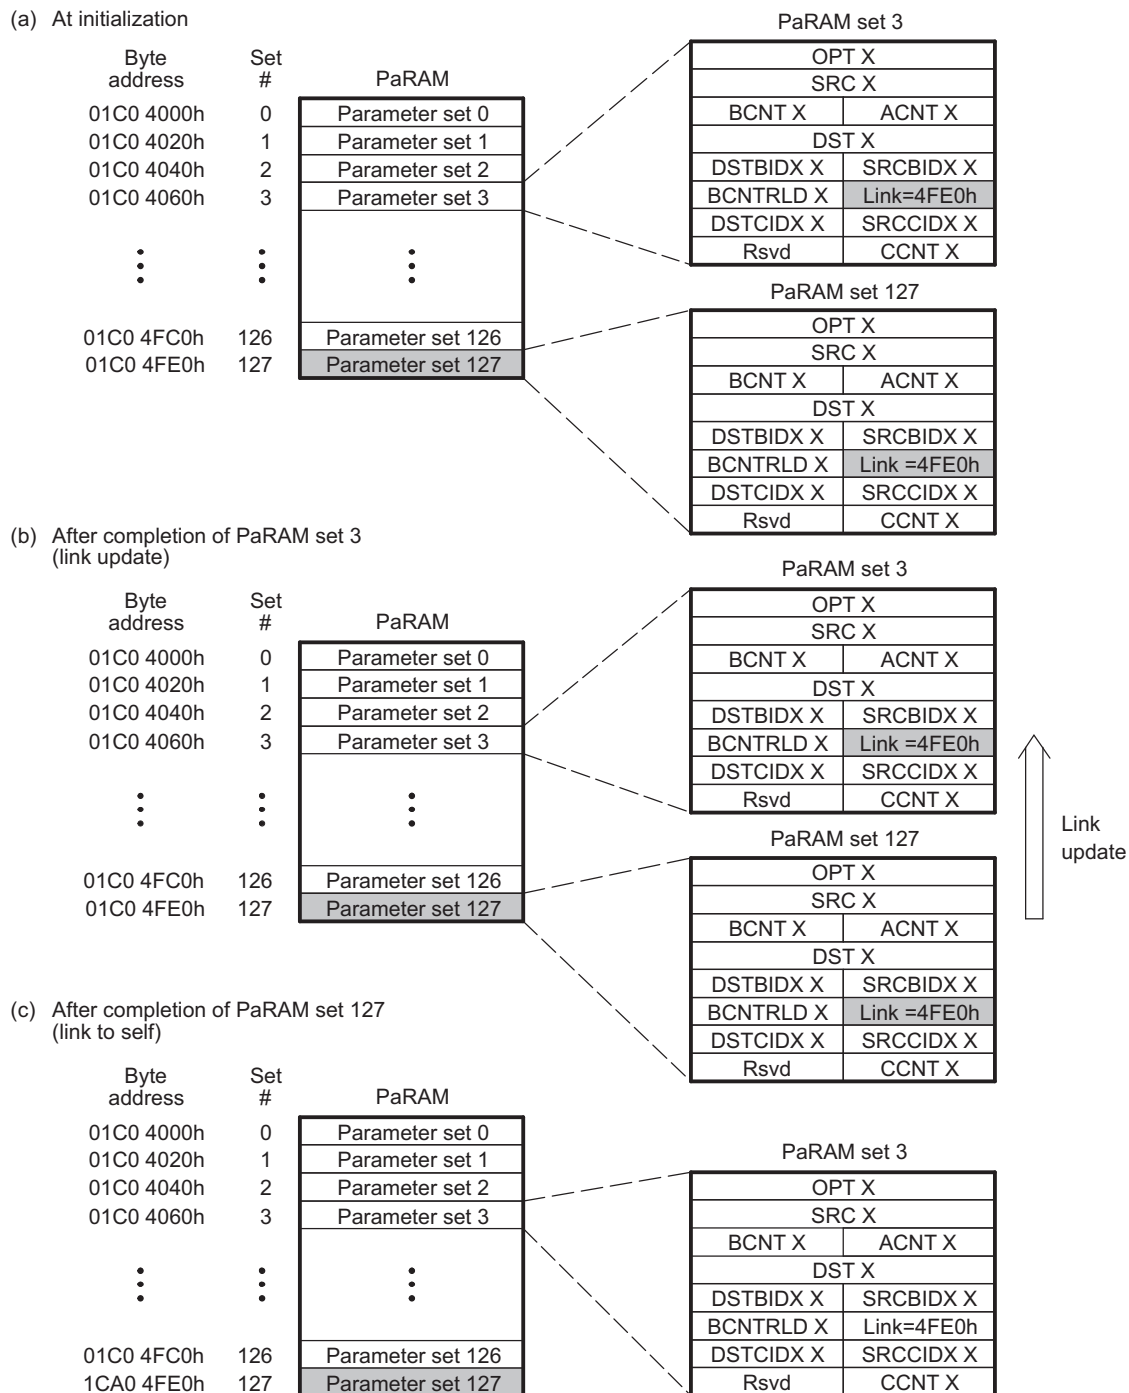 (a) At initialization
Byte address Set # PaRAM
01C0 4000h 0 Parameter set 0
01C0 4020h 1 Parameter set 1
01C0 4040h 2 Parameter set 2
01C0 4060h 3 Parameter set 3
01C0 4FC0h 126 Parameter set 126
01C0 4FE0h 127 Parameter set 127
PaRAM set 3
OPT X
SRC X
BCNT X ACNT X
DST X
DSTBIDX X SRCBIDX X
BCNTRLD X Link=4FE0h
DSTCIDX X SRCCIDX X
Rsvd CCNT X
PaRAM set 127
OPT X
SRC X
BCNT X ACNT X
DST X
DSTBIDX X SRCBIDX X
BCNTRLD X Link =4FE0h
DSTCIDX X SRCCIDX X
Rsvd CCNT X
(b) After completion of PaRAM set 3
(link update)
Byte address Set # PaRAM
01C0 4000h 0 Parameter set 0
01C0 4020h 1 Parameter set 1
01C0 4040h 2 Parameter set 2
01C0 4060h 3 Parameter set 3
01C0 4FC0h 126 Parameter set 126
01C0 4FE0h 127 Parameter set 127
PaRAM set 3
OPT X
SRC X
BCNT X ACNT X
DST X
DSTBIDX X SRCBIDX X
BCNTRLD X Link =4FE0h
DSTCIDX X SRCCIDX X
Rsvd CCNT X
PaRAM set 127
OPT X
SRC X
BCNT X ACNT X
DST X
DSTBIDX X SRCBIDX X
BCNTRLD X Link =4FE0h
DSTCIDX X SRCCIDX X
Rsvd CCNT X
Link
update
(c) After completion of PaRAM set 127
(link to self)
Byte address Set # PaRAM
01C0 4000h 0 Parameter set 0
01C0 4020h 1 Parameter set 1
01C0 4040h 2 Parameter set 2
01C0 4060h 3 Parameter set 3
01C0 4FC0h 126 Parameter set 126
1CA0 4FE0h 127 Parameter set 127
PaRAM set 3
OPT X
SRC X
BCNT X ACNT X
DST X
DSTBIDX X SRCBIDX X
BCNTRLD X Link=4FE0h
DSTCIDX X SRCCIDX X
Rsvd CCNT X